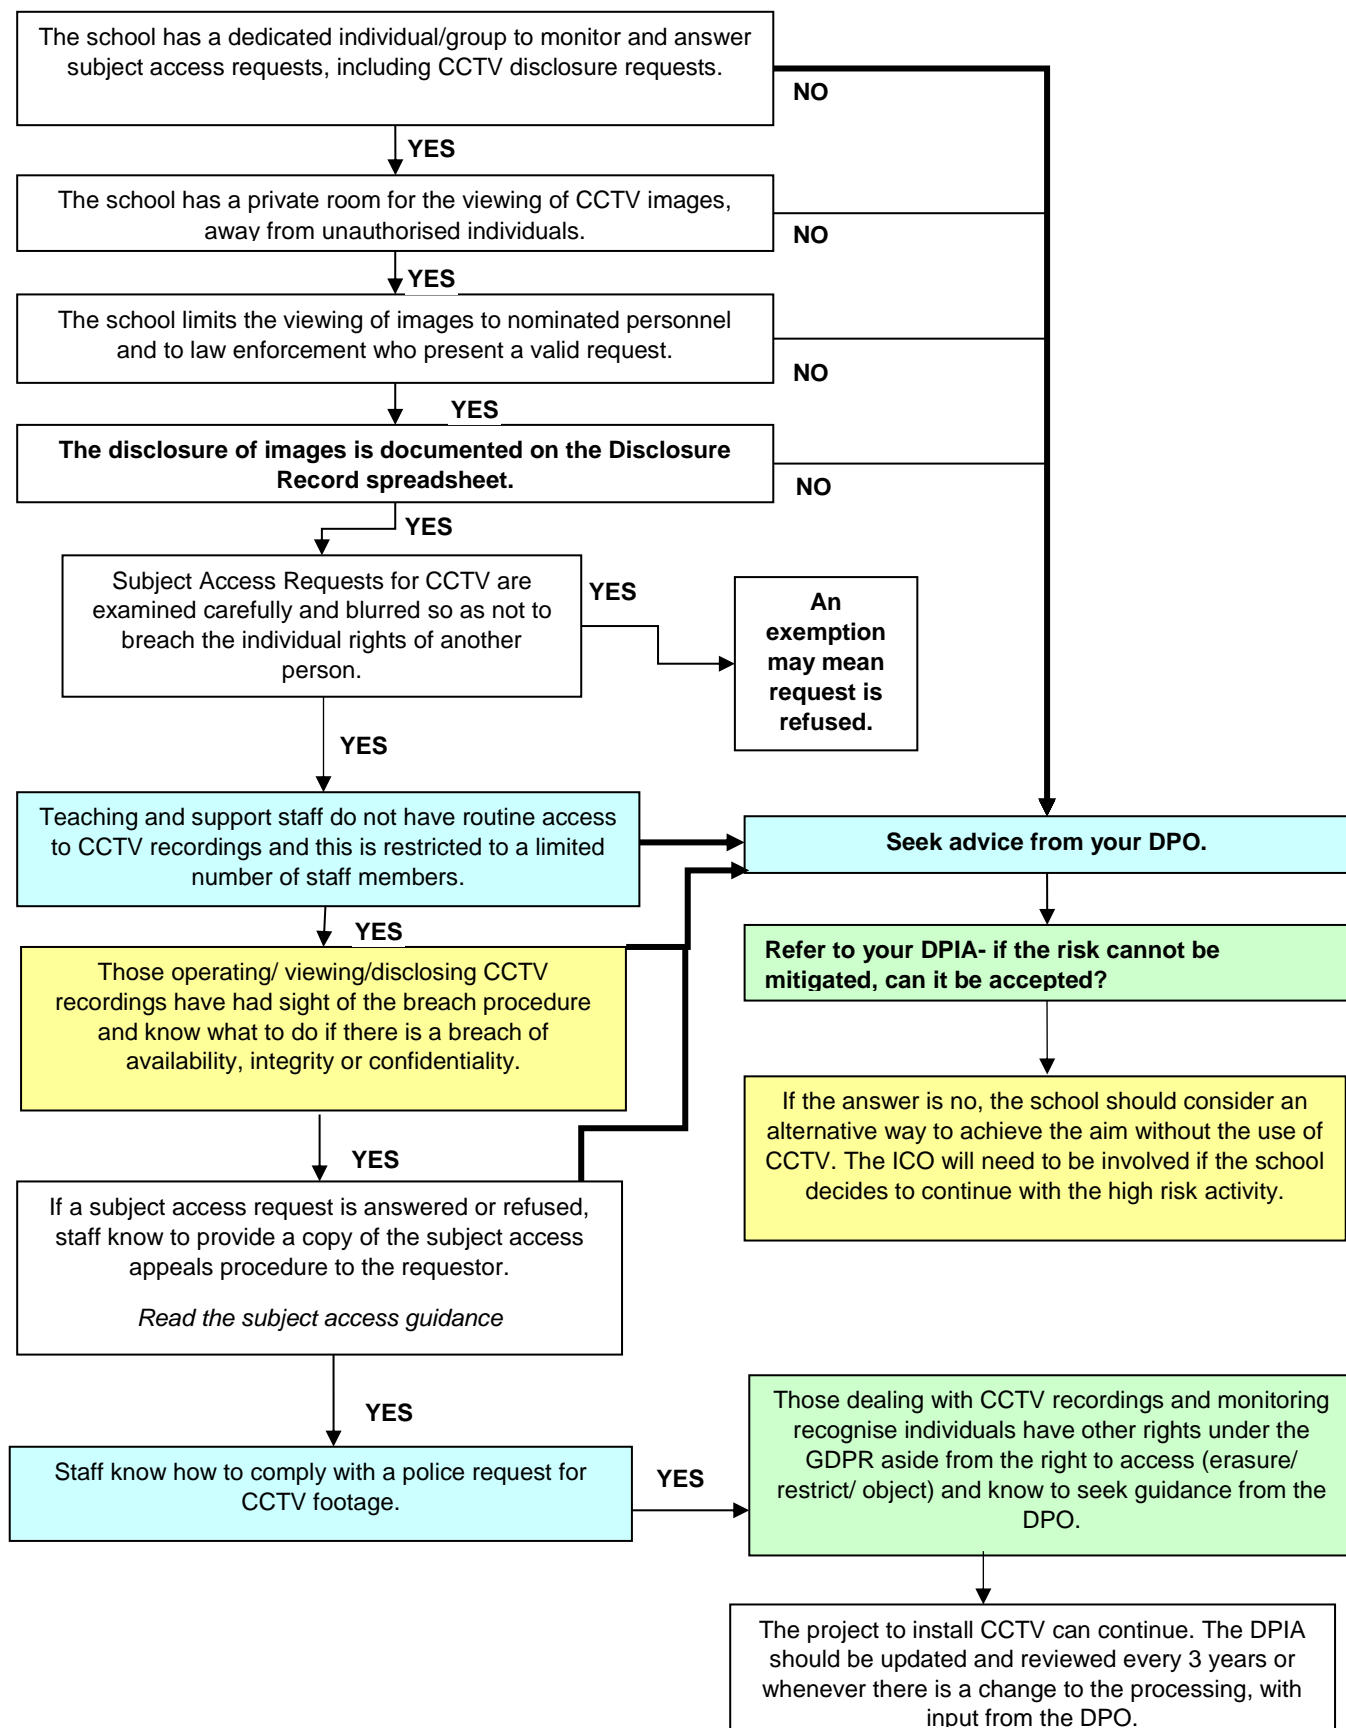 The school has a dedicated individual/group to monitor and answer
subject access requests, including CCTV disclosure requests.
NO
YES
The school has a private room for the viewing of CCTV images,
away from unauthorised individuals.
NO
YES
The school limits the viewing of images to nominated personnel
and to law enforcement who present a valid request.
NO
YES
The disclosure of images is documented on the Disclosure
Record spreadsheet.
NO
YES
Subject Access Requests for CCTV are
examined carefully and blurred so as not to
breach the individual rights of another
person.
YES
An
exemption
may mean
request is
refused.
YES
Teaching and support staff do not have routine access
to CCTV recordings and this is restricted to a limited
number of staff members.
Seek advice from your DPO.
YES
Refer to your DPIA- if the risk cannot be
mitigated, can it be accepted?
Those operating/ viewing/disclosing CCTV
recordings have had sight of the breach procedure
and know what to do if there is a breach of
availability, integrity or confidentiality.
If the answer is no, the school should consider an
alternative way to achieve the aim without the use of
CCTV. The ICO will need to be involved if the school
decides to continue with the high risk activity.
YES
If a subject access request is answered or refused,
staff know to provide a copy of the subject access
appeals procedure to the requestor.
Read the subject access guidance
YES
Staff know how to comply with a police request for
CCTV footage.
YES
Those dealing with CCTV recordings and monitoring
recognise individuals have other rights under the
GDPR aside from the right to access (erasure/
restrict/ object) and know to seek guidance from the
DPO.
The project to install CCTV can continue. The DPIA
should be updated and reviewed every 3 years or
whenever there is a change to the processing, with
input from the DPO.